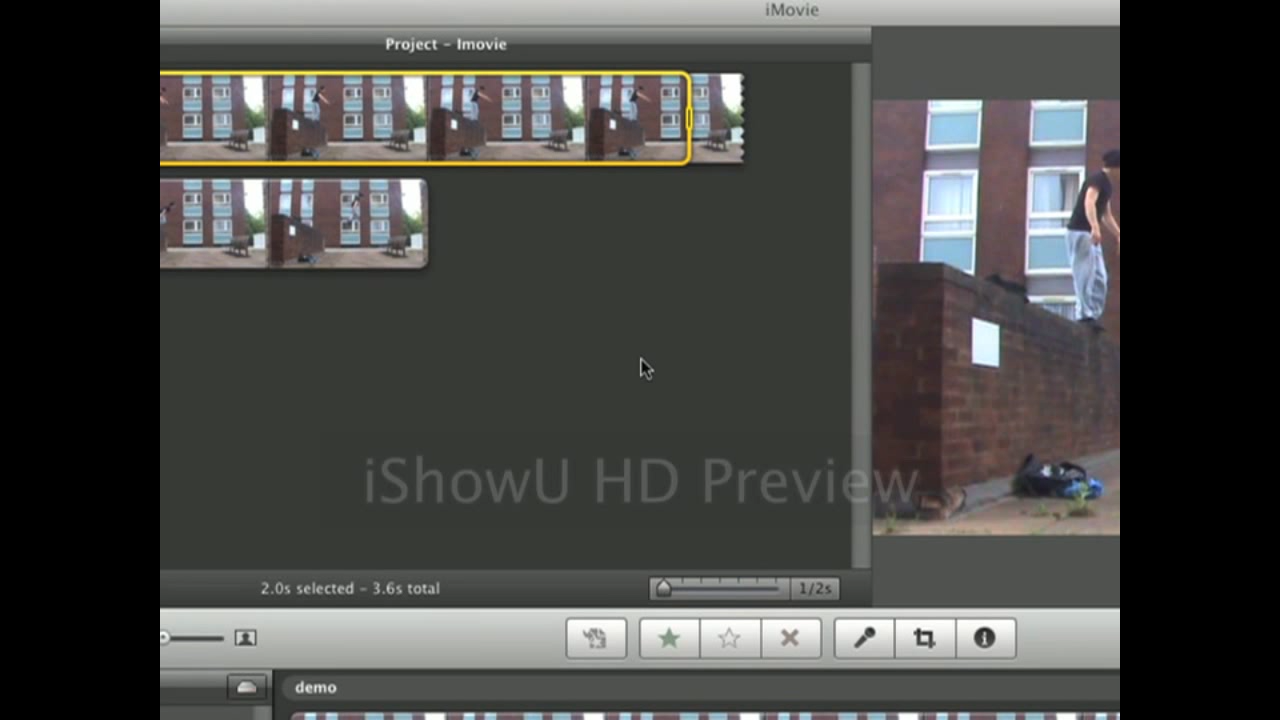 iMovie
Project - Imovie
iShowU HD Preview
2.0s selected - 3.6s total
1/2s
demo